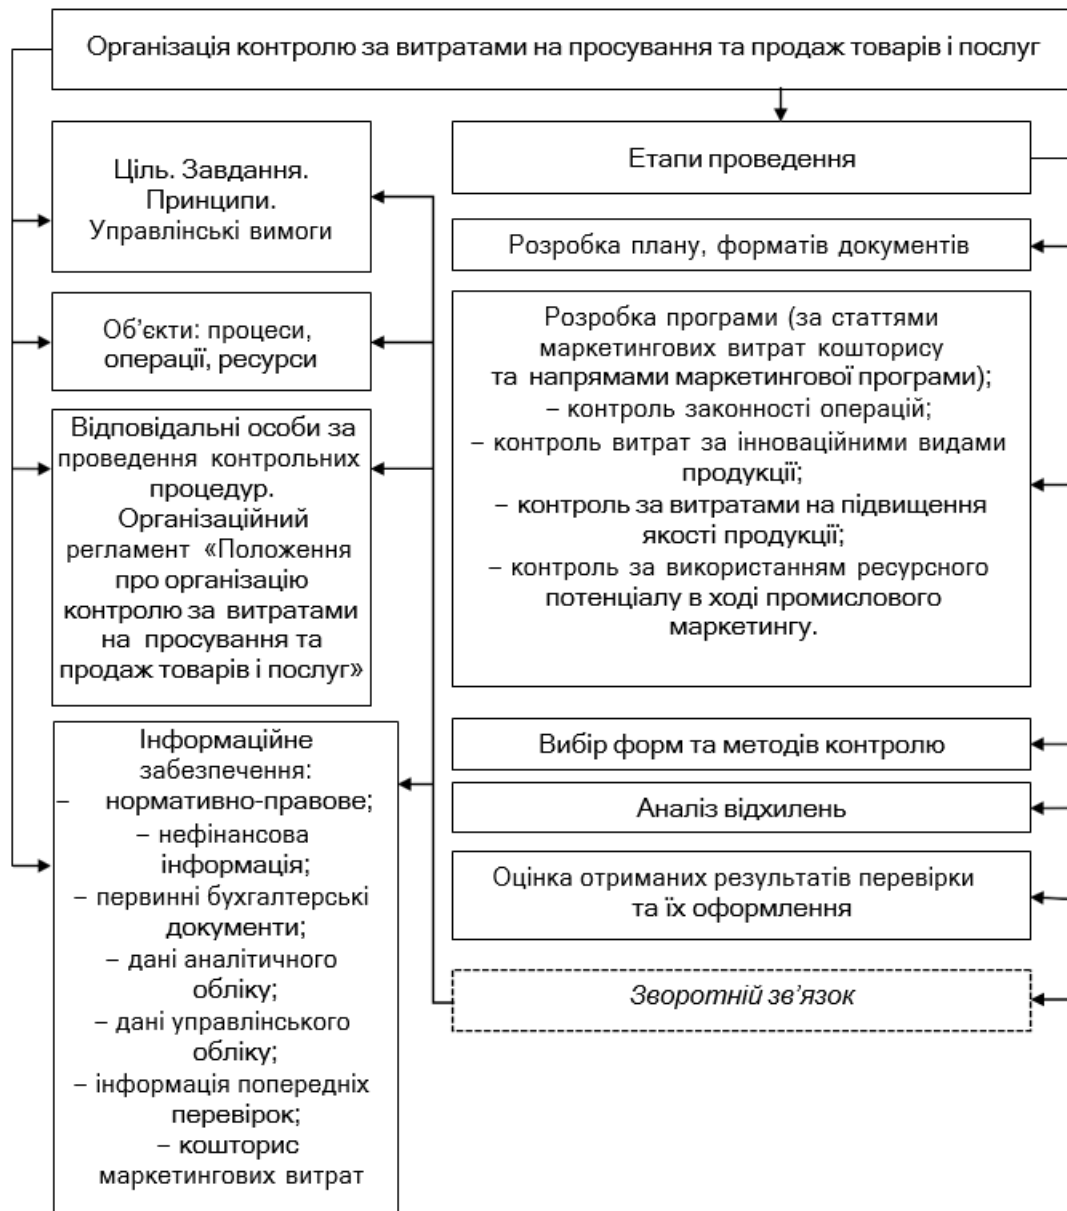 Організація контролю за витратами на просування та продаж товарів і послуг
Ціль. Завдання.
Принципи.
Управлінські вимоги
Об’єкти: процеси,
операції, ресурси
Відповідальні особи за
проведення контрольних
процедур.
Організаційний
регламент «Положення
про організацію
контролю за витратами
на просування та
продаж товарів і послуг»
Інформаційне
забезпечення:
– нормативно-правове;
– нефінансова
інформація;
– первинні бухгалтерські
документи;
– дані аналітичного
обліку;
– дані управлінського
обліку;
– інформація попередніх
перевірок;
– кошторис
маркетингових витрат
Етапи проведення
Розробка плану, форматів документів
Розробка програми (за статтями
маркетингових витрат кошторису
та напрямами маркетингової програми);
– контроль законності операцій;
– контроль витрат за інноваційними видами
продукції;
– контроль за витратами на підвищення
якості продукції;
– контроль за використанням ресурсного
потенціалу в ході промислового
маркетингу.
Вибір форм та методів контролю
Аналіз відхилень
Оцінка отриманих результатів перевірки
та їх оформлення
Зворотній зв’язок